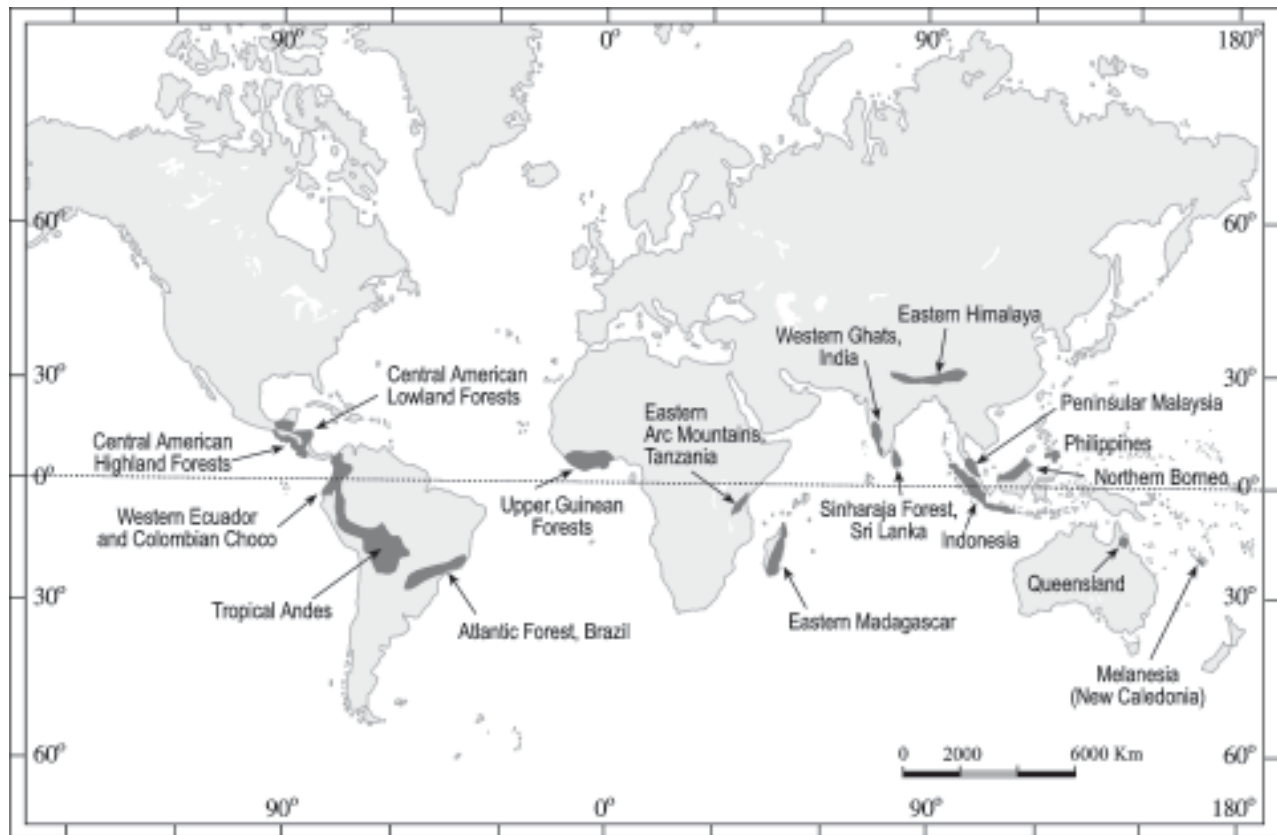 90°
0°
90°
180°
60°
60°
Eastern Himalaya
Western Ghats,
India
30°
30°
Central American
Lowland Forests
Eastern
Arc Mountains,
Tanzania
Peninsular Malaysia
Philippines
Central American
Highland Forests
Northern Borneo
0°
0°
Western Ecuador
and Colombian Choco
Upper Guinean
Forests
Sinharaja Forest,
Sri Lanka
Indonesia
Queensland
30°
30°
Tropical Andes
Atlantic Forest, Brazil
Eastern Madagascar
Melanesia
(New Caledonia)
60°
60°
0 2000 6000 Km
90°
0°
90°
180°